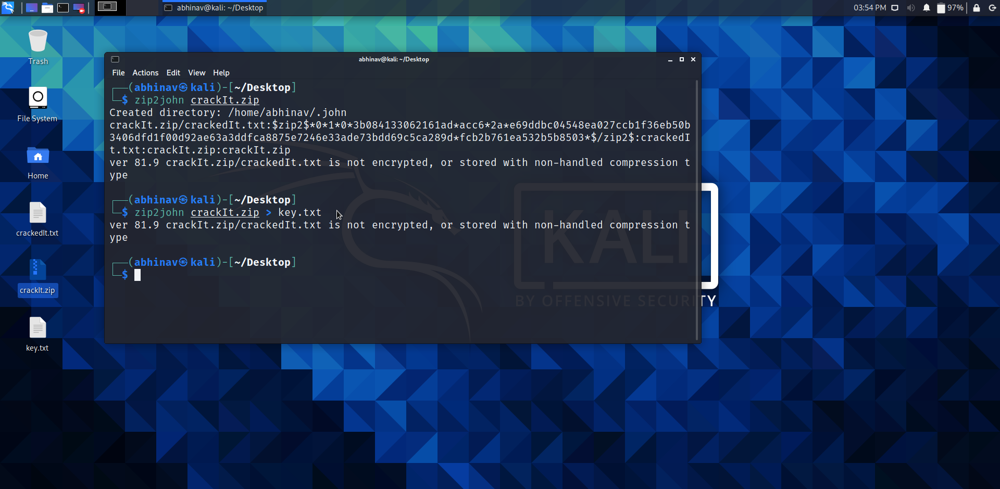 abhinav@kali: ~/Desktop
03:54 PM
97%
Trash
File System
Home
crackedIt.txt
crackIt.zip
key.txt
abhinav@kali: ~/Desktop
File Actions Edit View Help
(abhinav㉿kali)-[~/Desktop]
$ zip2john crackIt.zip
Created directory: /home/abhinav/.john
crackIt.zip/crackedIt.txt:$zip2$*0*1*0*3b084133062161ad*acc6*2a*e69ddbc04548ea027ccb1f36eb50b
3406dfd1f00d92ae63a3ddfca8875e7246e33ade73bdd69c5ca289d*fcb2b761ea532b5b8503*$/zip2$:crackedI
t.txt:crackIt.zip:crackIt.zip
ver 81.9 crackIt.zip/crackedIt.txt is not encrypted, or stored with non-handled compression t
ype
(abhinav㉿kali)-[~/Desktop]
$ zip2john crackIt.zip > key.txt
ver 81.9 crackIt.zip/crackedIt.txt is not encrypted, or stored with non-handled compression t
ype
(abhinav㉿kali)-[~/Desktop]
$
KALI
BY OFFENSIVE SECURITY